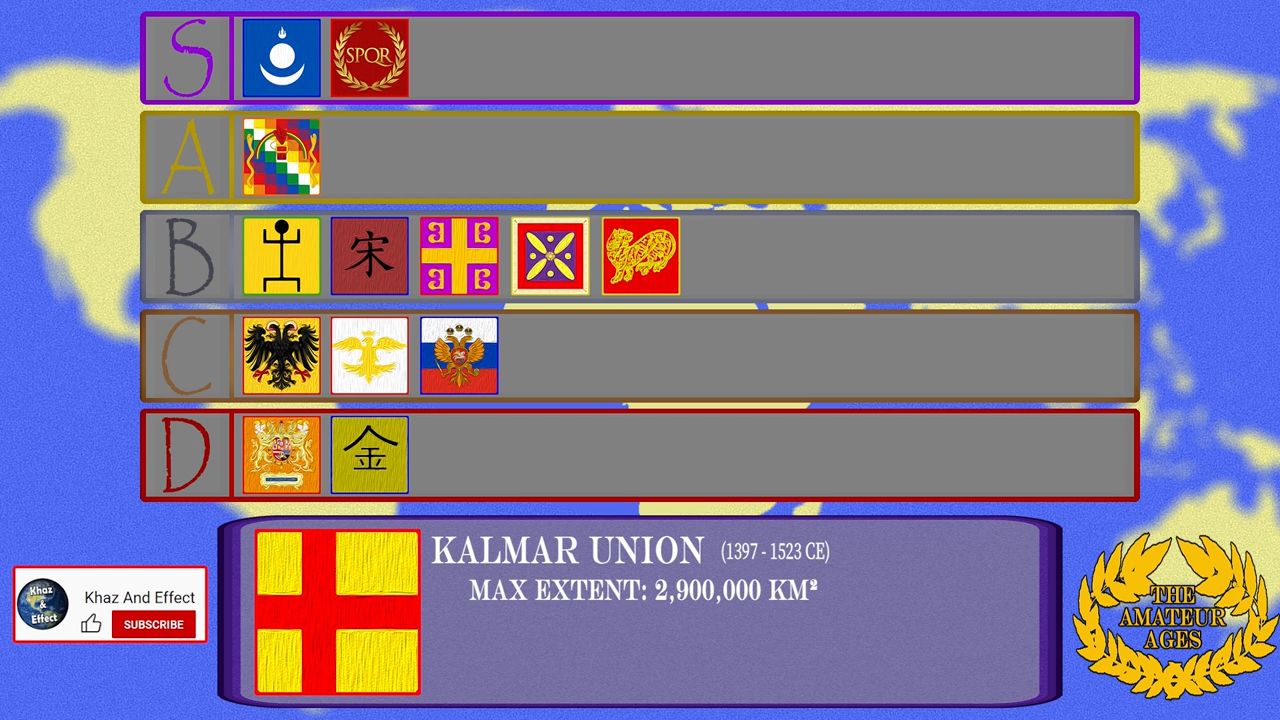 S
SPQR
A
B
宋
C
D
金
KALMAR UNION (1397 - 1523 CE)
MAX EXTENT: 2,900,000 KM²
Khaz
&
Effect
Khaz And Effect
SUBSCRIBE
THE
AMATEUR
AGES